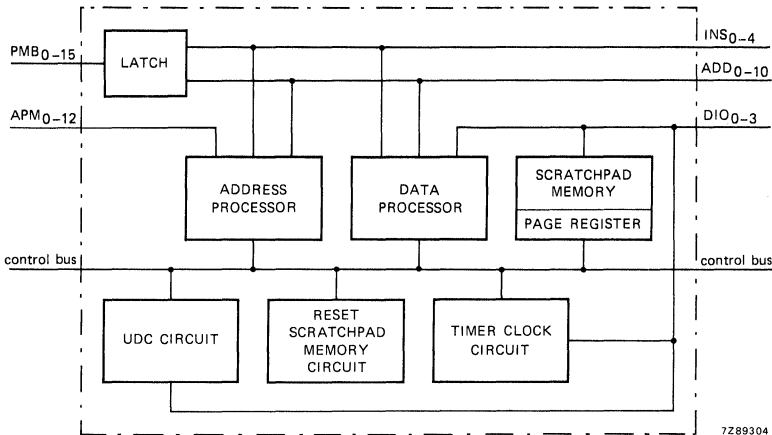 PMB0–15
LATCH
INS0–4
ADD0–10
APM0–12
DIO0–3
ADDRESS
PROCESSOR
DATA
PROCESSOR
SCRATCHPAD
MEMORY
PAGE REGISTER
control bus
control bus
UDC CIRCUIT
RESET
SCRATCHPAD
MEMORY
CIRCUIT
TIMER CLOCK
CIRCUIT
7Z89304